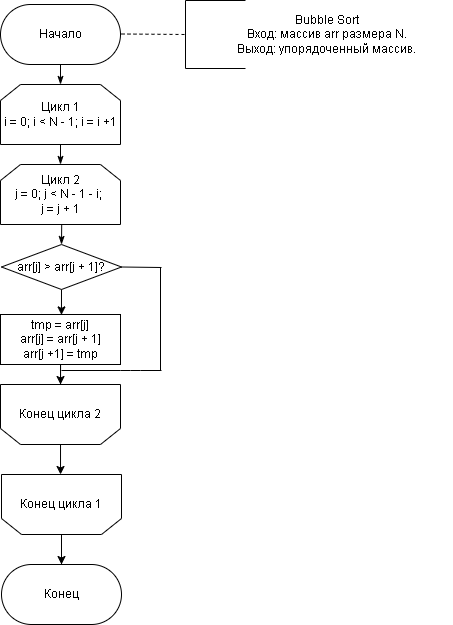 Начало
Bubble Sort
Вход: массив arr размера N.
Выход: упорядоченный массив.
Цикл 1
i = 0; i < N - 1; i = i +1
Цикл 2
j = 0; j < N - 1 - i;
j = j + 1
arr[j] > arr[j + 1]?
tmp = arr[j]
arr[j] = arr[j + 1]
arr[j +1] = tmp
Конец цикла 2
Конец цикла 1
Конец